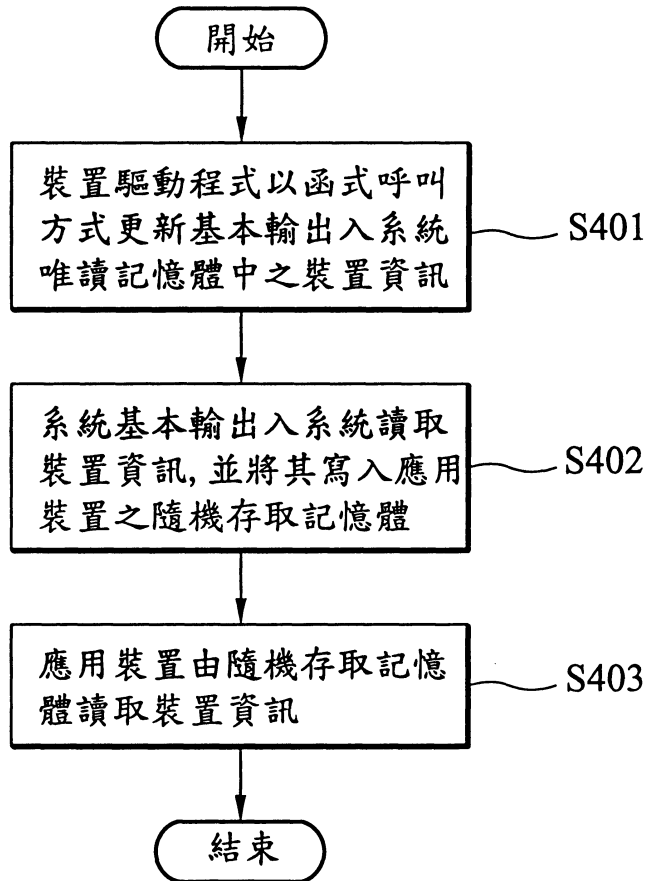 開始
裝置驅動程式以函式呼叫
方式更新基本輸出入系統
唯讀記憶體中之裝置資訊
S401
系統基本輸出入系統讀取
裝置資訊,並將其寫入應用
裝置之隨機存取記憶體
S402
應用裝置由隨機存取記憶
體讀取裝置資訊
S403
結束